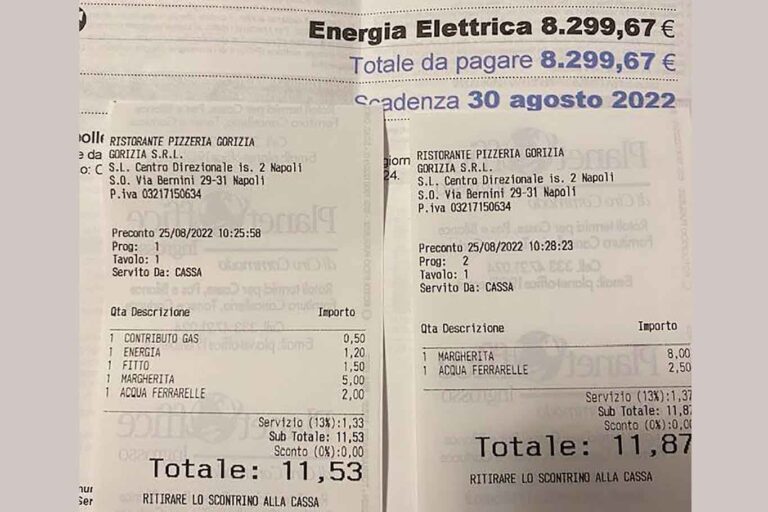 Energia Elettrica 8.299,67 €
Totale da pagare 8.299,67 €
Scadenza 30 agosto 2022
RISTORANTE PIZZERIA GORIZIA
GORIZIA S.R.L.
S.L. Centro Direzionale is. 2 Napoli
S.O. Via Bernini 29-31 Napoli
P.iva 03217150634
Preconto 25/08/2022 10:25:58
Prog: 1
Tavolo: 1
Servito Da: CASSA
Qta Descrizione Importo
1 CONTRIBUTO GAS 0,50
1 ENERGIA 1,20
1 FITTO 1,50
1 MARGHERITA 5,00
1 ACQUA FERRARELLE 2,00
Servizio (13%):1,33
Sub Totale: 11,53
Sconto (0%):0,00
Totale: 11,53
RITIRARE LO SCONTRINO ALLA CASSA
RISTORANTE PIZZERIA GORIZIA
GORIZIA S.R.L.
S.L. Centro Direzionale is. 2 Napoli
S.O. Via Bernini 29-31 Napoli
P.iva 03217150634
Preconto 25/08/2022 10:28:23
Prog: 2
Tavolo: 1
Servito Da: CASSA
Qta Descrizione Importo
1 MARGHERITA 8,00
1 ACQUA FERRARELLE 2,50
Servizio (13%):1,37
Sub Totale: 11,87
Sconto (0%):0,00
Totale: 11,87
RITIRARE LO SCONTRINO ALLA CASSA